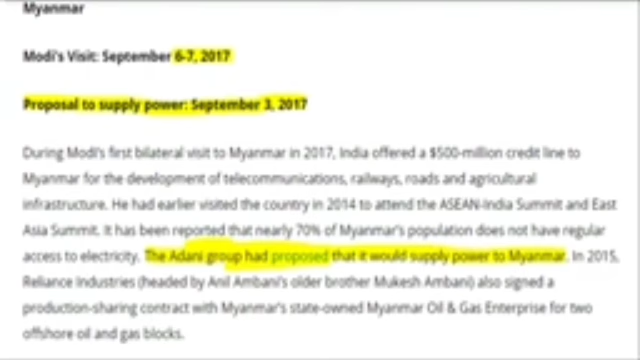 Myanmar
Modi's Visit: September 6-7, 2017
Proposal to supply power: September 3, 2017
During Modi's first bilateral visit to Myanmar in 2017, India offered a $500-million credit line to
Myanmar for the development of telecommunications, railways, roads and agricultural
infrastructure. He had earlier visited the country in 2014 to attend the ASEAN-India Summit and East
Asia Summit. It has been reported that nearly 70% of Myanmar's population does not have regular
access to electricity. The Adani group had proposed that it would supply power to Myanmar. In 2015,
Reliance Industries (headed by Anil Ambani's older brother Mukesh Ambani) also signed a
production-sharing contract with Myanmar's state-owned Myanmar Oil & Gas Enterprise for two
offshore oil and gas blocks.